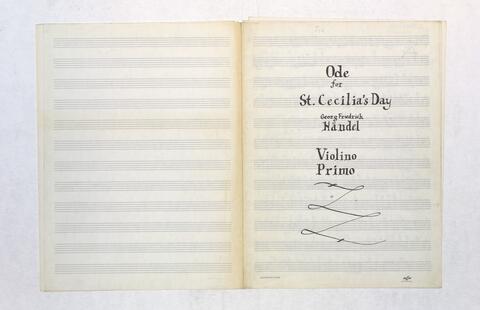 Ode
for
St. Cecilia's Day
Georg Friedrich
Händel
Violino
Primo